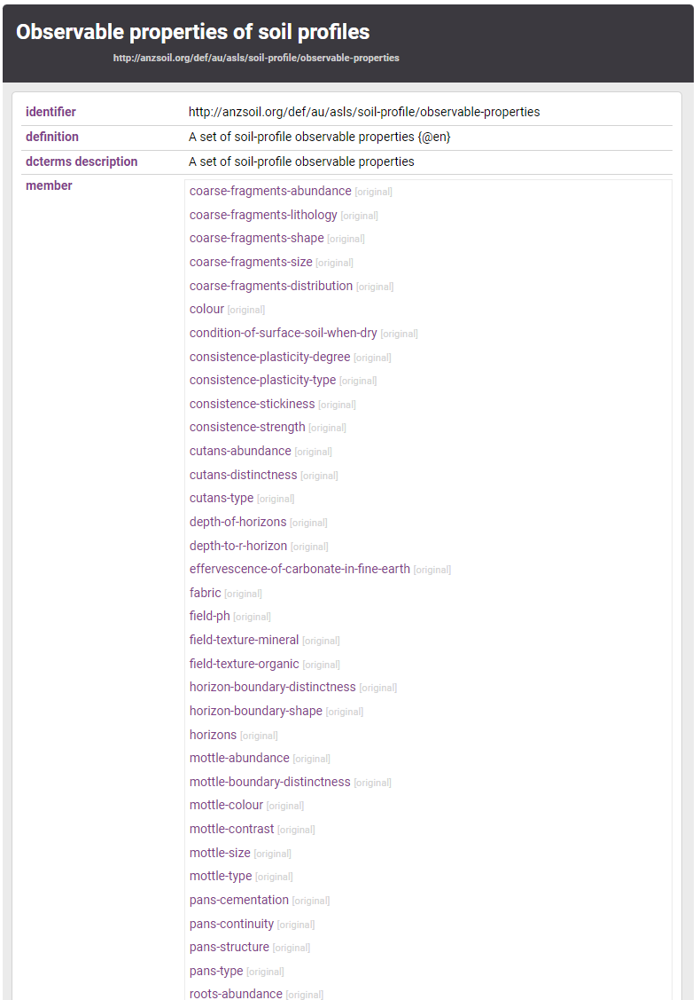 Observable properties of soil profiles
http://anzsoil.org/def/au/asls/soil-profile/observable-properties
identifier http://anzsoil.org/def/au/asls/soil-profile/observable-properties
definition A set of soil-profile observable properties {@en}
dcterms description A set of soil-profile observable properties
member coarse-fragments-abundance [original]
coarse-fragments-lithology [original]
coarse-fragments-shape [original]
coarse-fragments-size [original]
coarse-fragments-distribution [original]
colour [original]
condition-of-surface-soil-when-dry [original]
consistence-plasticity-degree [original]
consistence-plasticity-type [original]
consistence-stickiness [original]
consistence-strength [original]
cutans-abundance [original]
cutans-distinctness [original]
cutans-type [original]
depth-of-horizons [original]
depth-to-r-horizon [original]
effervescence-of-carbonate-in-fine-earth [original]
fabric [original]
field-ph [original]
field-texture-mineral [original]
field-texture-organic [original]
horizon-boundary-distinctness [original]
horizon-boundary-shape [original]
horizons [original]
mottle-abundance [original]
mottle-boundary-distinctness [original]
mottle-colour [original]
mottle-contrast [original]
mottle-size [original]
mottle-type [original]
pans-cementation [original]
pans-continuity [original]
pans-structure [original]
pans-type [original]
roots-abundance [original]